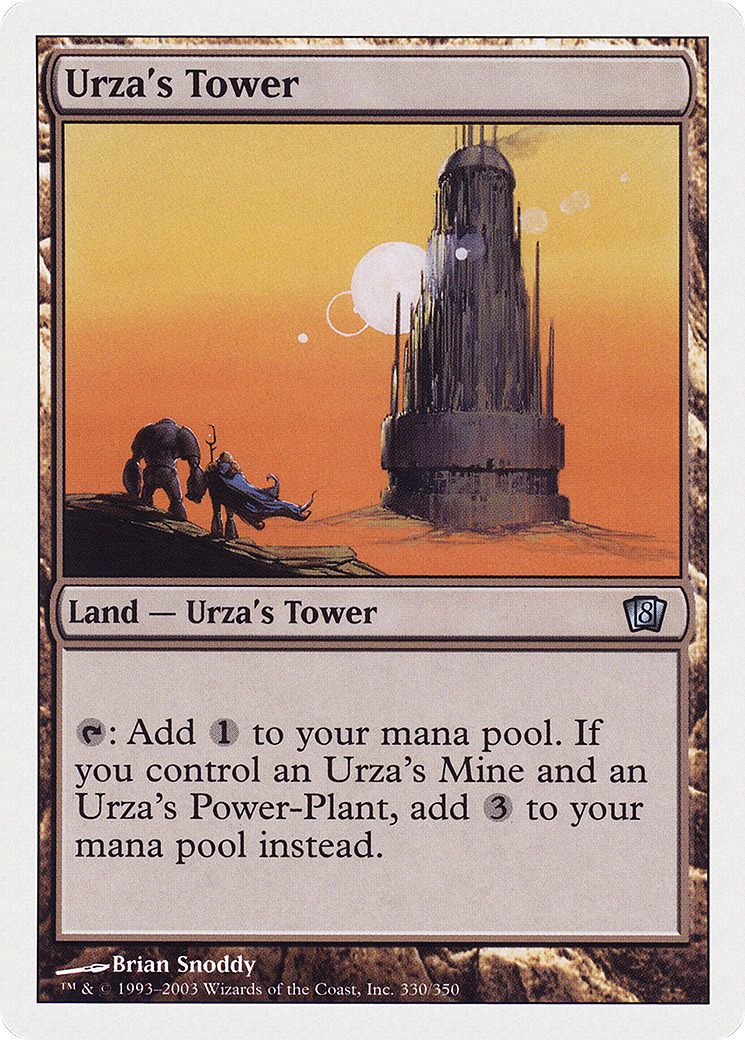 Urza's Tower
Land — Urza's Tower
8
: Add 1 to your mana pool. If
you control an Urza's Mine and an
Urza's Power-Plant, add 3 to your
mana pool instead.
Brian Snoddy
™ & © 1993–2003 Wizards of the Coast, Inc. 330/350